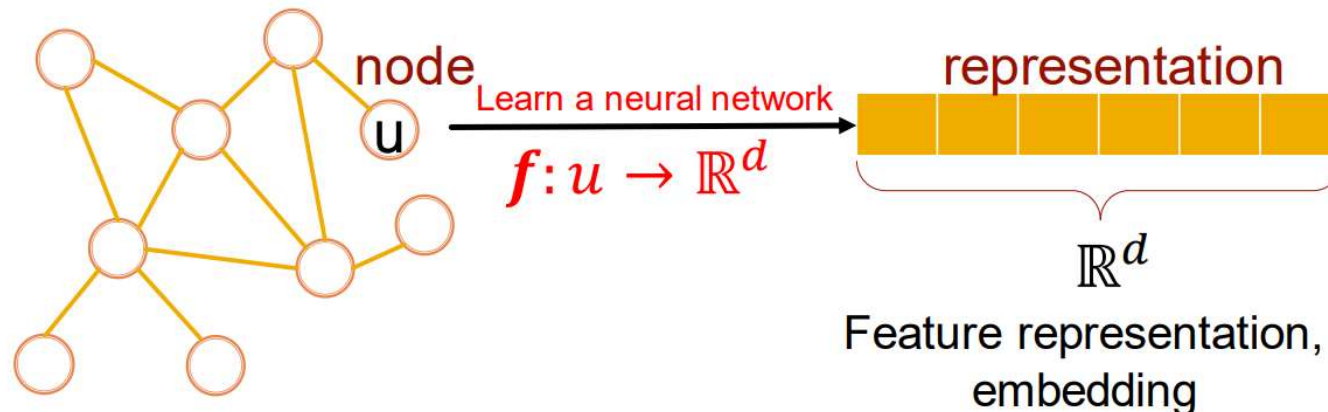 node
u
Learn a neural network
f: u → ℝ^d
representation
ℝ^d
Feature representation,
embedding